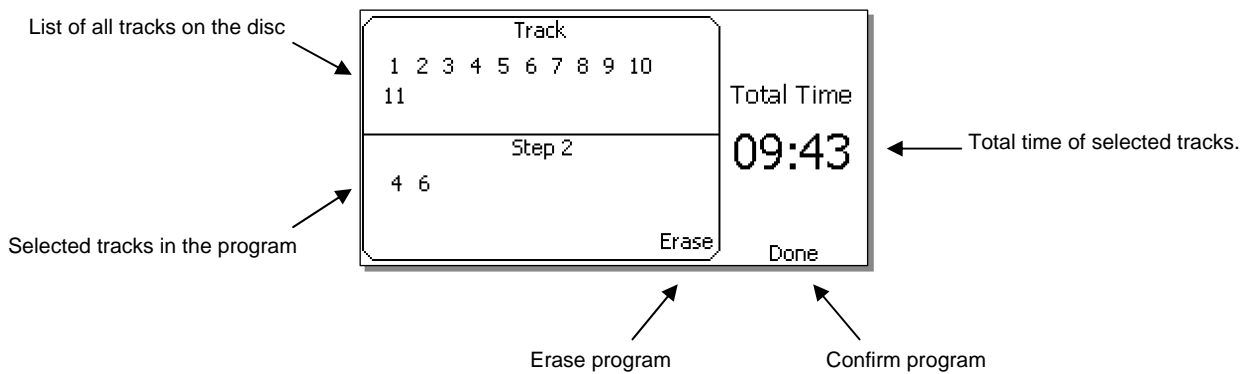 List of all tracks on the disc
Track
1 2 3 4 5 6 7 8 9 10
11
Total Time
09:43
Total time of selected tracks.
Step 2
4 6
Selected tracks in the program
Erase
Done
Erase program
Confirm program